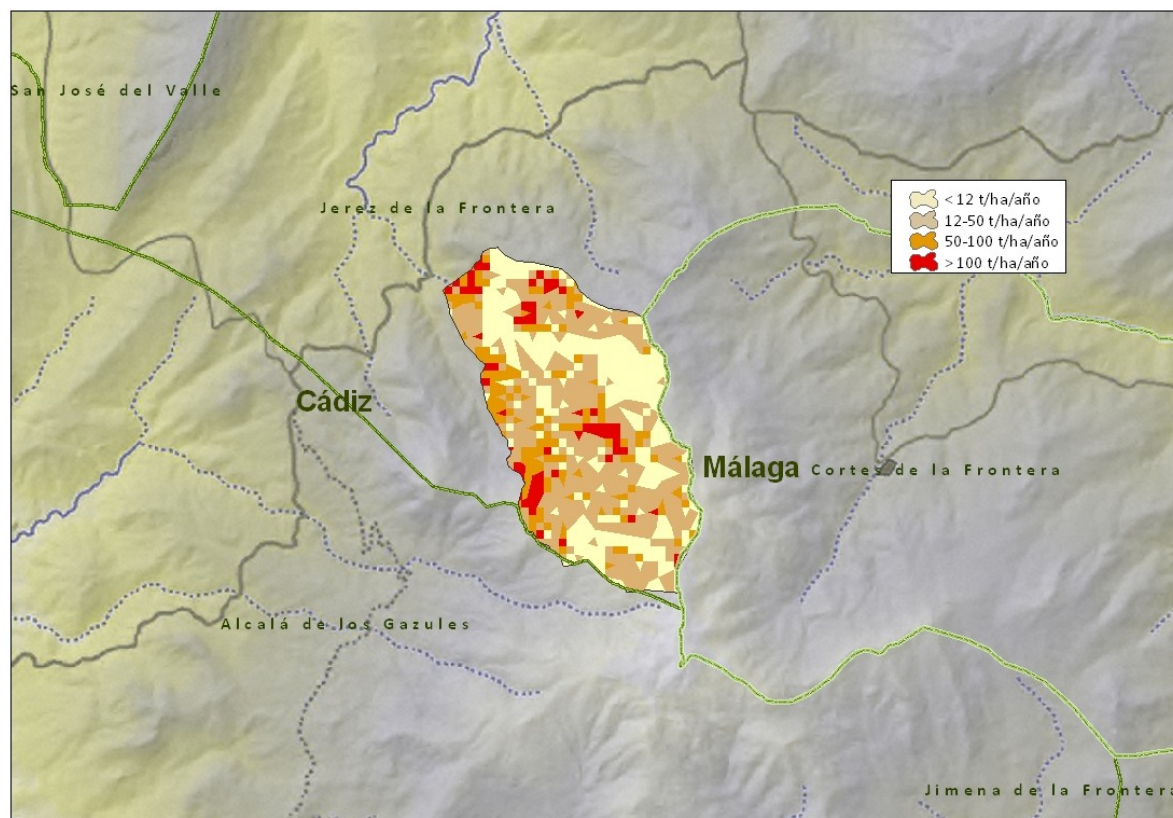 San José del Valle
Jerez de la Frontera
< 12 t/ha/año
12-50 t/ha/año
50-100 t/ha/año
> 100 t/ha/año
Cádiz
Málaga
Cortes de la Frontera
Alcalá de los Gazules
Jimena de la Frontera